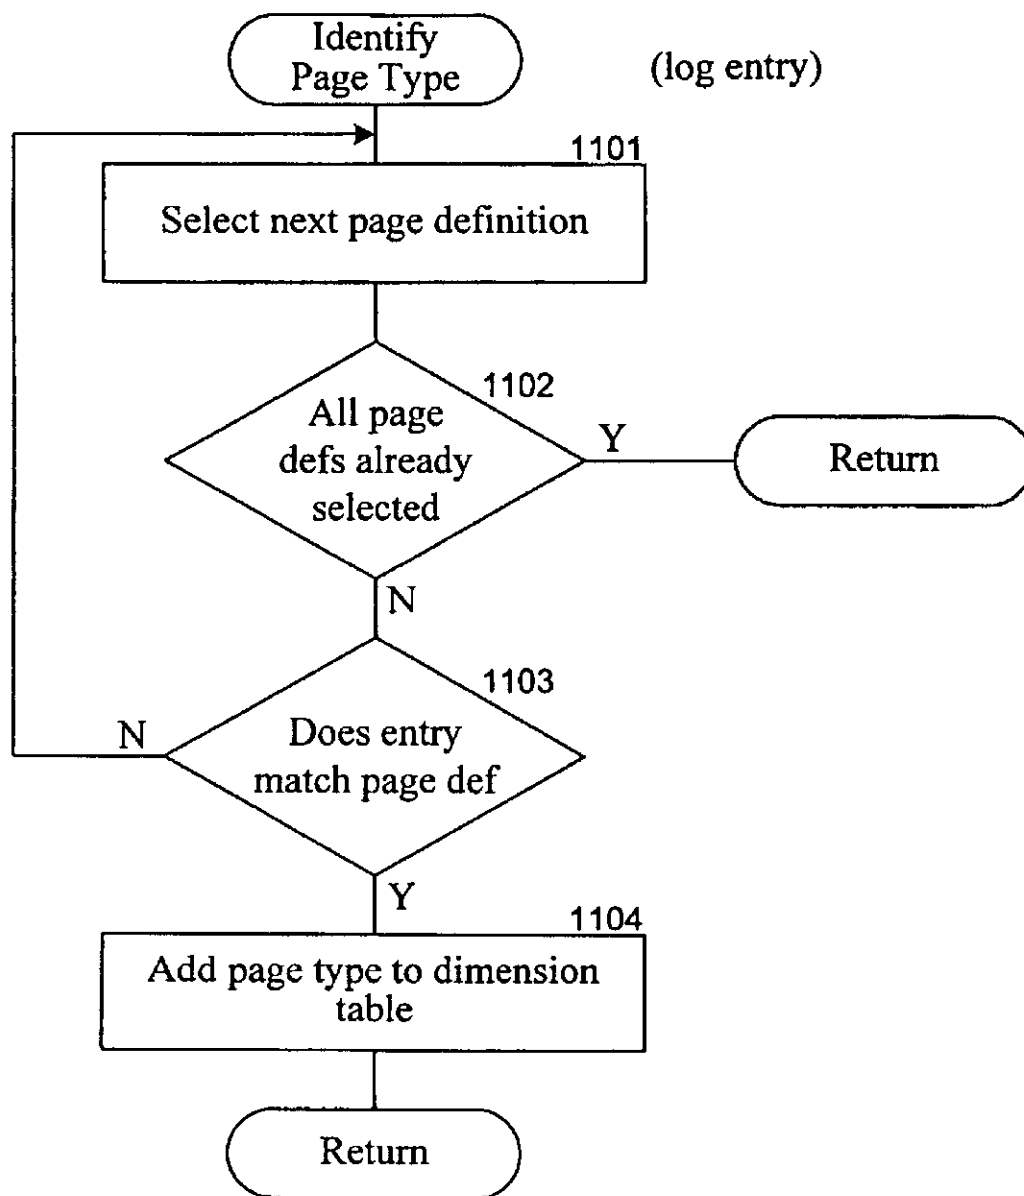 Identify
Page Type
(log entry)
1101
Select next page definition
1102
All page
defs already
selected
Y
Return
N
1103
Does entry
match page def
N
Y
1104
Add page type to dimension
table
Return